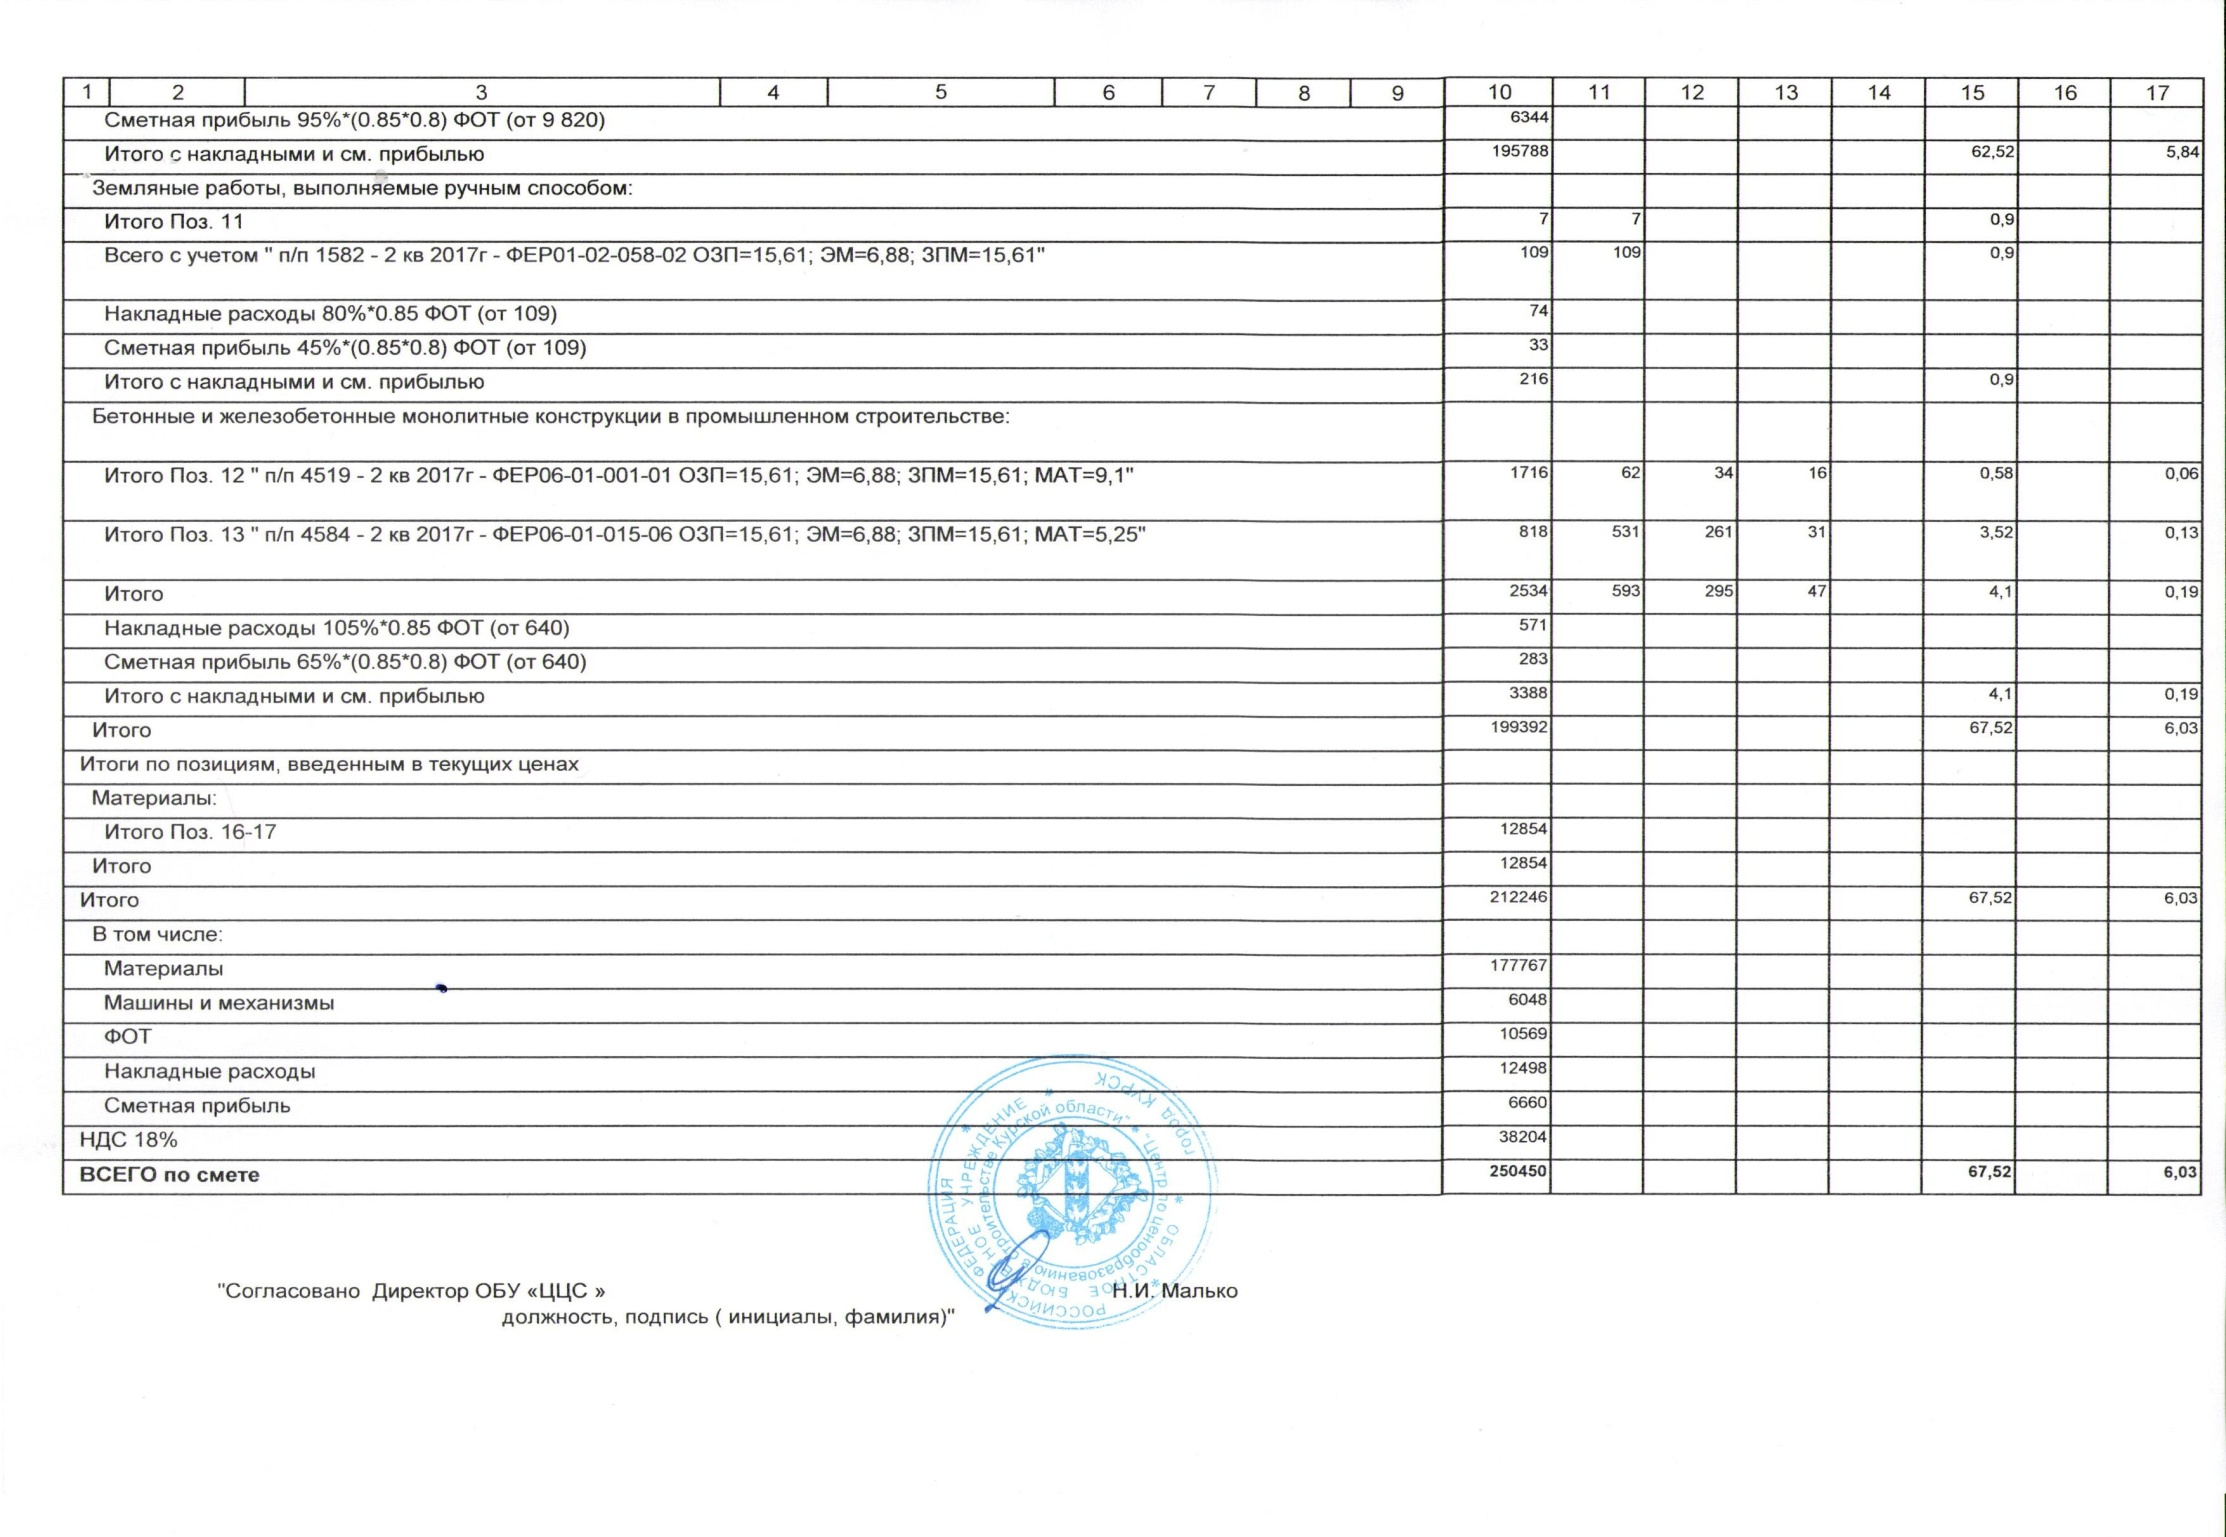 1 2 3 4 5 6 7 8 9 10 11 12 13 14 15 16 17
Сметная прибыль 95%*(0.85*0.8) ФОТ (от 9 820) 6344
Итого с накладными и см. прибылью 195788 62,52 5,84
Земляные работы, выполняемые ручным способом:
Итого Поз. 11 7 7 0,9
Всего с учетом " п/п 1582 - 2 кв 2017г - ФЕР01-02-058-02 ОЗП=15,61; ЭМ=6,88; ЗПМ=15,61" 109 109 0,9
Накладные расходы 80%*0.85 ФОТ (от 109) 74
Сметная прибыль 45%*(0.85*0.8) ФОТ (от 109) 33
Итого с накладными и см. прибылью 216 0,9
Бетонные и железобетонные монолитные конструкции в промышленном строительстве:
Итого Поз. 12 " п/п 4519 - 2 кв 2017г - ФЕР06-01-001-01 ОЗП=15,61; ЭМ=6,88; ЗПМ=15,61; МАТ=9,1" 1716 62 34 16 0,58 0,06
Итого Поз. 13 " п/п 4584 - 2 кв 2017г - ФЕР06-01-015-06 ОЗП=15,61; ЭМ=6,88; ЗПМ=15,61; МАТ=5,25" 818 531 261 31 3,52 0,13
Итого 2534 593 295 47 4,1 0,19
Накладные расходы 105%*0.85 ФОТ (от 640) 571
Сметная прибыль 65%*(0.85*0.8) ФОТ (от 640) 283
Итого с накладными и см. прибылью 3388 4,1 0,19
Итого 199392 67,52 6,03
Итоги по позициям, введенным в текущих ценах
Материалы:
Итого Поз. 16-17 12854
Итого 12854
Итого 212246 67,52 6,03
В том числе:
Материалы 177767
Машины и механизмы 6048
ФОТ 10569
Накладные расходы 12498
Сметная прибыль 6660
НДС 18% 38204
ВСЕГО по смете 250450 67,52 6,03
"Согласовано Директор ОБУ «ЦЦС » Н.И. Малько
должность, подпись ( инициалы, фамилия)"
ФЕДЕРАЦИЯ * город КУРСК *
ОБЛАСТНОЕ БЮДЖЕТНОЕ УЧРЕЖДЕНИЕ *
"Центр по ценообразованию в строительстве Курской области" *